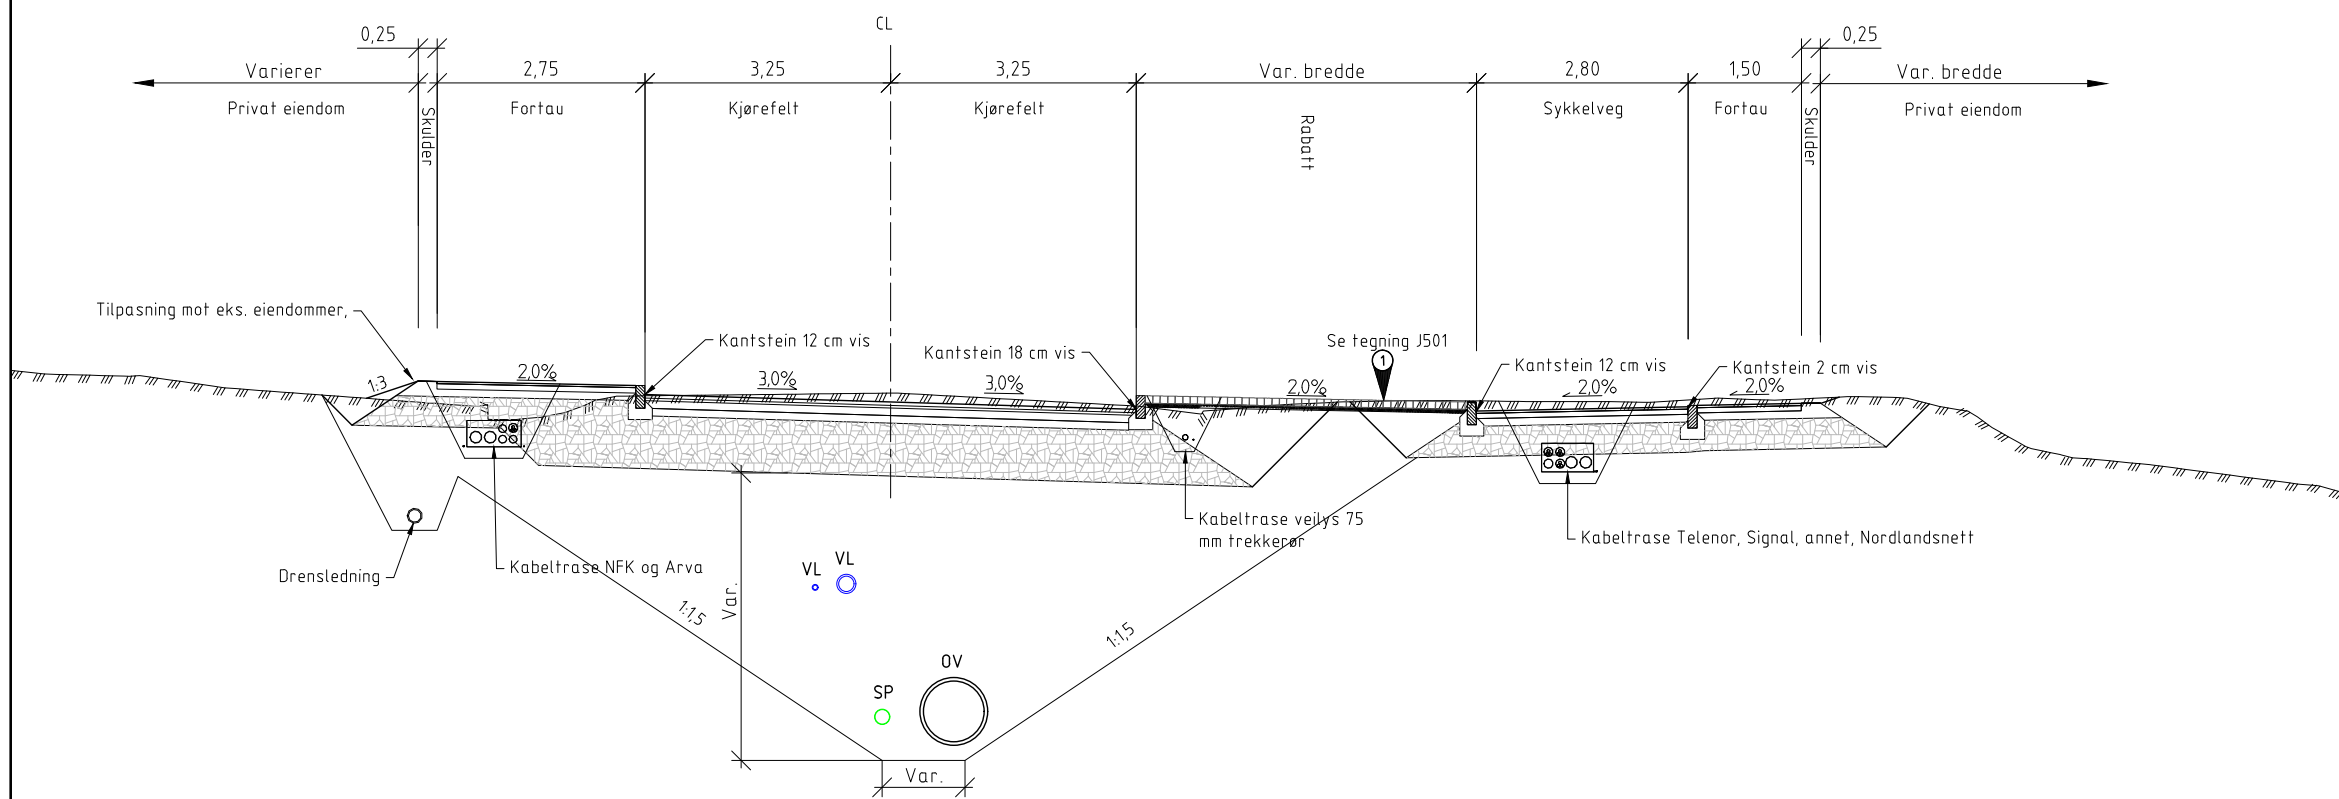 CL
0,25
0,25
Varierer
2,75
3,25
3,25
Var. bredde
2,80
1,50
Var. bredde
Privat eiendom
Skulder
Fortau
Kjørefelt
Kjørefelt
Rabatt
Sykkelveg
Fortau
Skulder
Privat eiendom
Tilpasning mot eks. eiendommer,
Kantstein 12 cm vis
Kantstein 18 cm vis
Se tegning J501
1
Kantstein 12 cm vis
Kantstein 2 cm vis
1:3
2,0%
3,0%
3,0%
2,0%
2,0%
2,0%
Kabeltrase veilys 75
mm trekkerør
Kabeltrase Telenor, Signal, annet, Nordlandsnett
Drensledning
Kabeltrase NFK og Arva
VL
VL
Var.
1:1,5
1:1,5
OV
SP
Var.